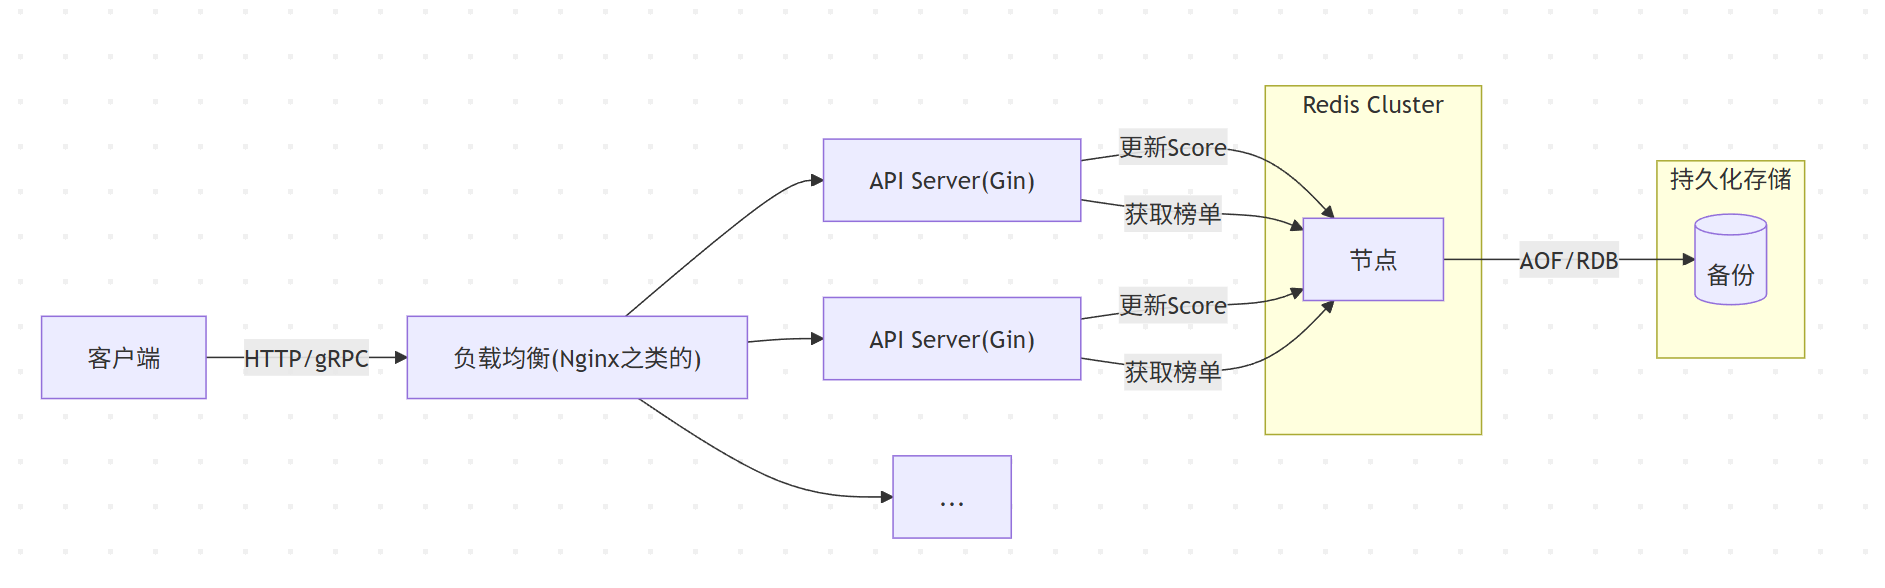 客户端
HTTP/gRPC
负载均衡(Nginx之类的)
API Server(Gin)
API Server(Gin)
...
更新Score
获取榜单
更新Score
获取榜单
Redis Cluster
节点
AOF/RDB
持久化存储
备份